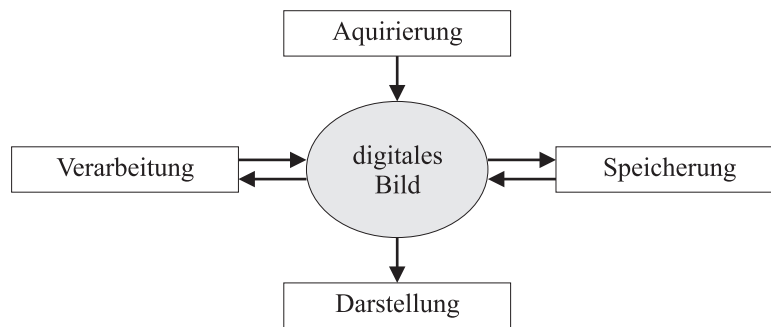 Aquirierung
Verarbeitung
digitales
Bild
Speicherung
Darstellung